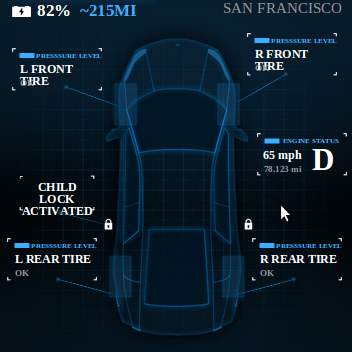 82% ~215MI
SAN FRANCISCO
PRESSSURE LEVEL
L FRONT
TIRE
PRESSSURE LEVEL
R FRONT
TIRE
ENGINE STATUS
65 mph
D
78.123 mi
CHILD
LOCK
ACTIVATED
PRESSSURE LEVEL
L REAR TIRE
OK
PRESSSURE LEVEL
R REAR TIRE
OK